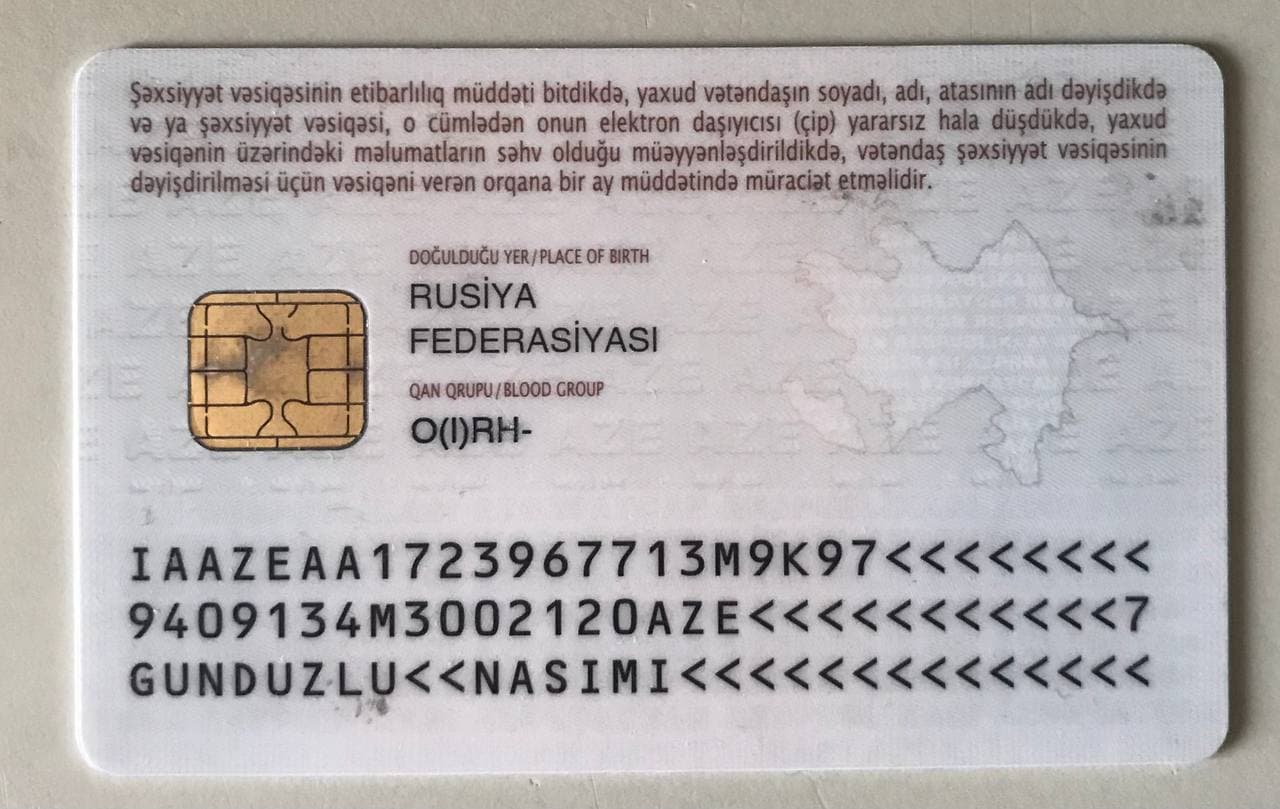 Şəxsiyyət vəsiqəsinin etibarlılıq müddəti bitdikdə, yaxud vətəndaşın soyadı, adı, atasının adı dəyişdikdə
və ya şəxsiyyət vəsiqəsi, o cümlədən onun elektron daşıyıcısı (çip) yararsız hala düşdükdə, yaxud
vəsiqənin üzərindəki məlumatların səhv olduğu müəyyənləşdirildikdə, vətəndaş şəxsiyyət vəsiqəsinin
dəyişdirilməsi üçün vəsiqəni verən orqana bir ay müddətində müraciət etməlidir.
DOĞULDUĞU YER/PLACE OF BIRTH
RUSİYA
FEDERASİYASI
QAN QRUPU/BLOOD GROUP
O(I)RH-
IAAZEAA1723967713M9K97<<<<<<<<
9409134M3002120AZE<<<<<<<<<<<7
GUNDUZLU<<NASIMI<<<<<<<<<<<<<<